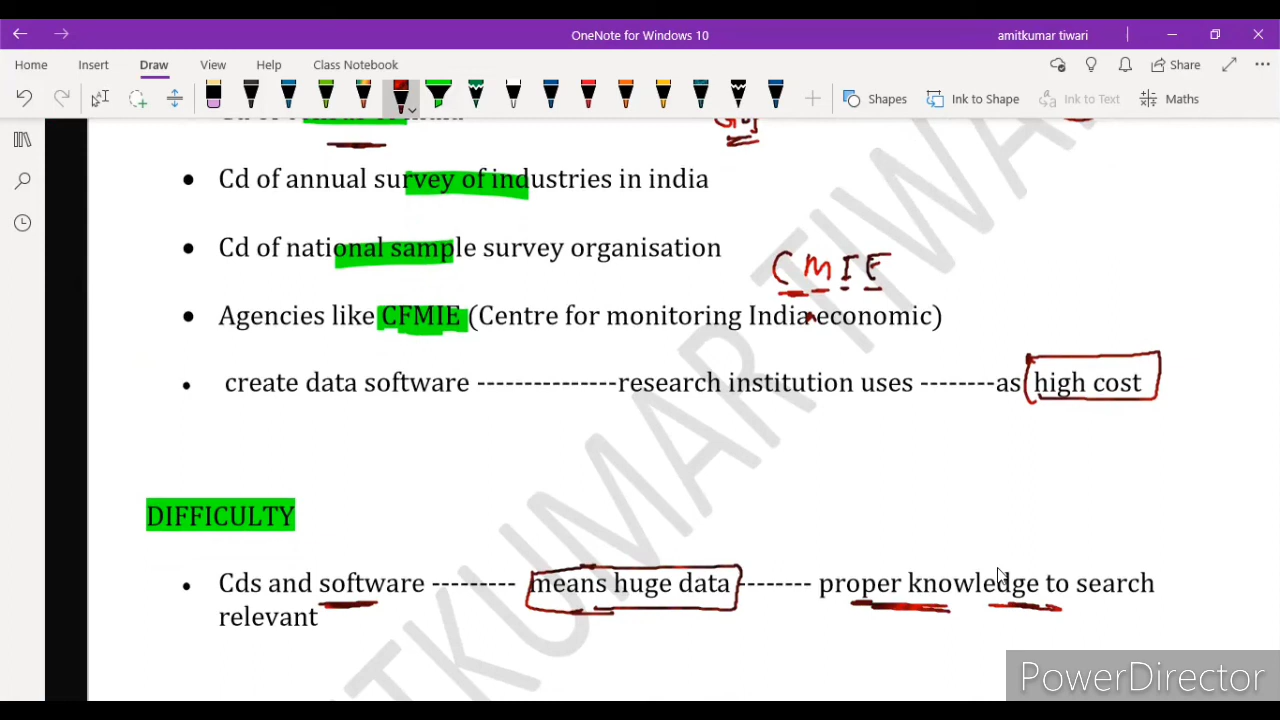 OneNote for Windows 10
amitkumar tiwari
Home Insert Draw View Help Class Notebook
Share
Shapes Ink to Shape Ink to Text Maths
GOI
• Cd of annual survey of industries in india
• Cd of national sample survey organisation
CMIE
• Agencies like CFMIE (Centre for monitoring India economic)
• create data software ---------------research institution uses --------as high cost
DIFFICULTY
• Cds and software --------- means huge data -------- proper knowledge to search
relevant
TKUMAR TIWAR
PowerDirector